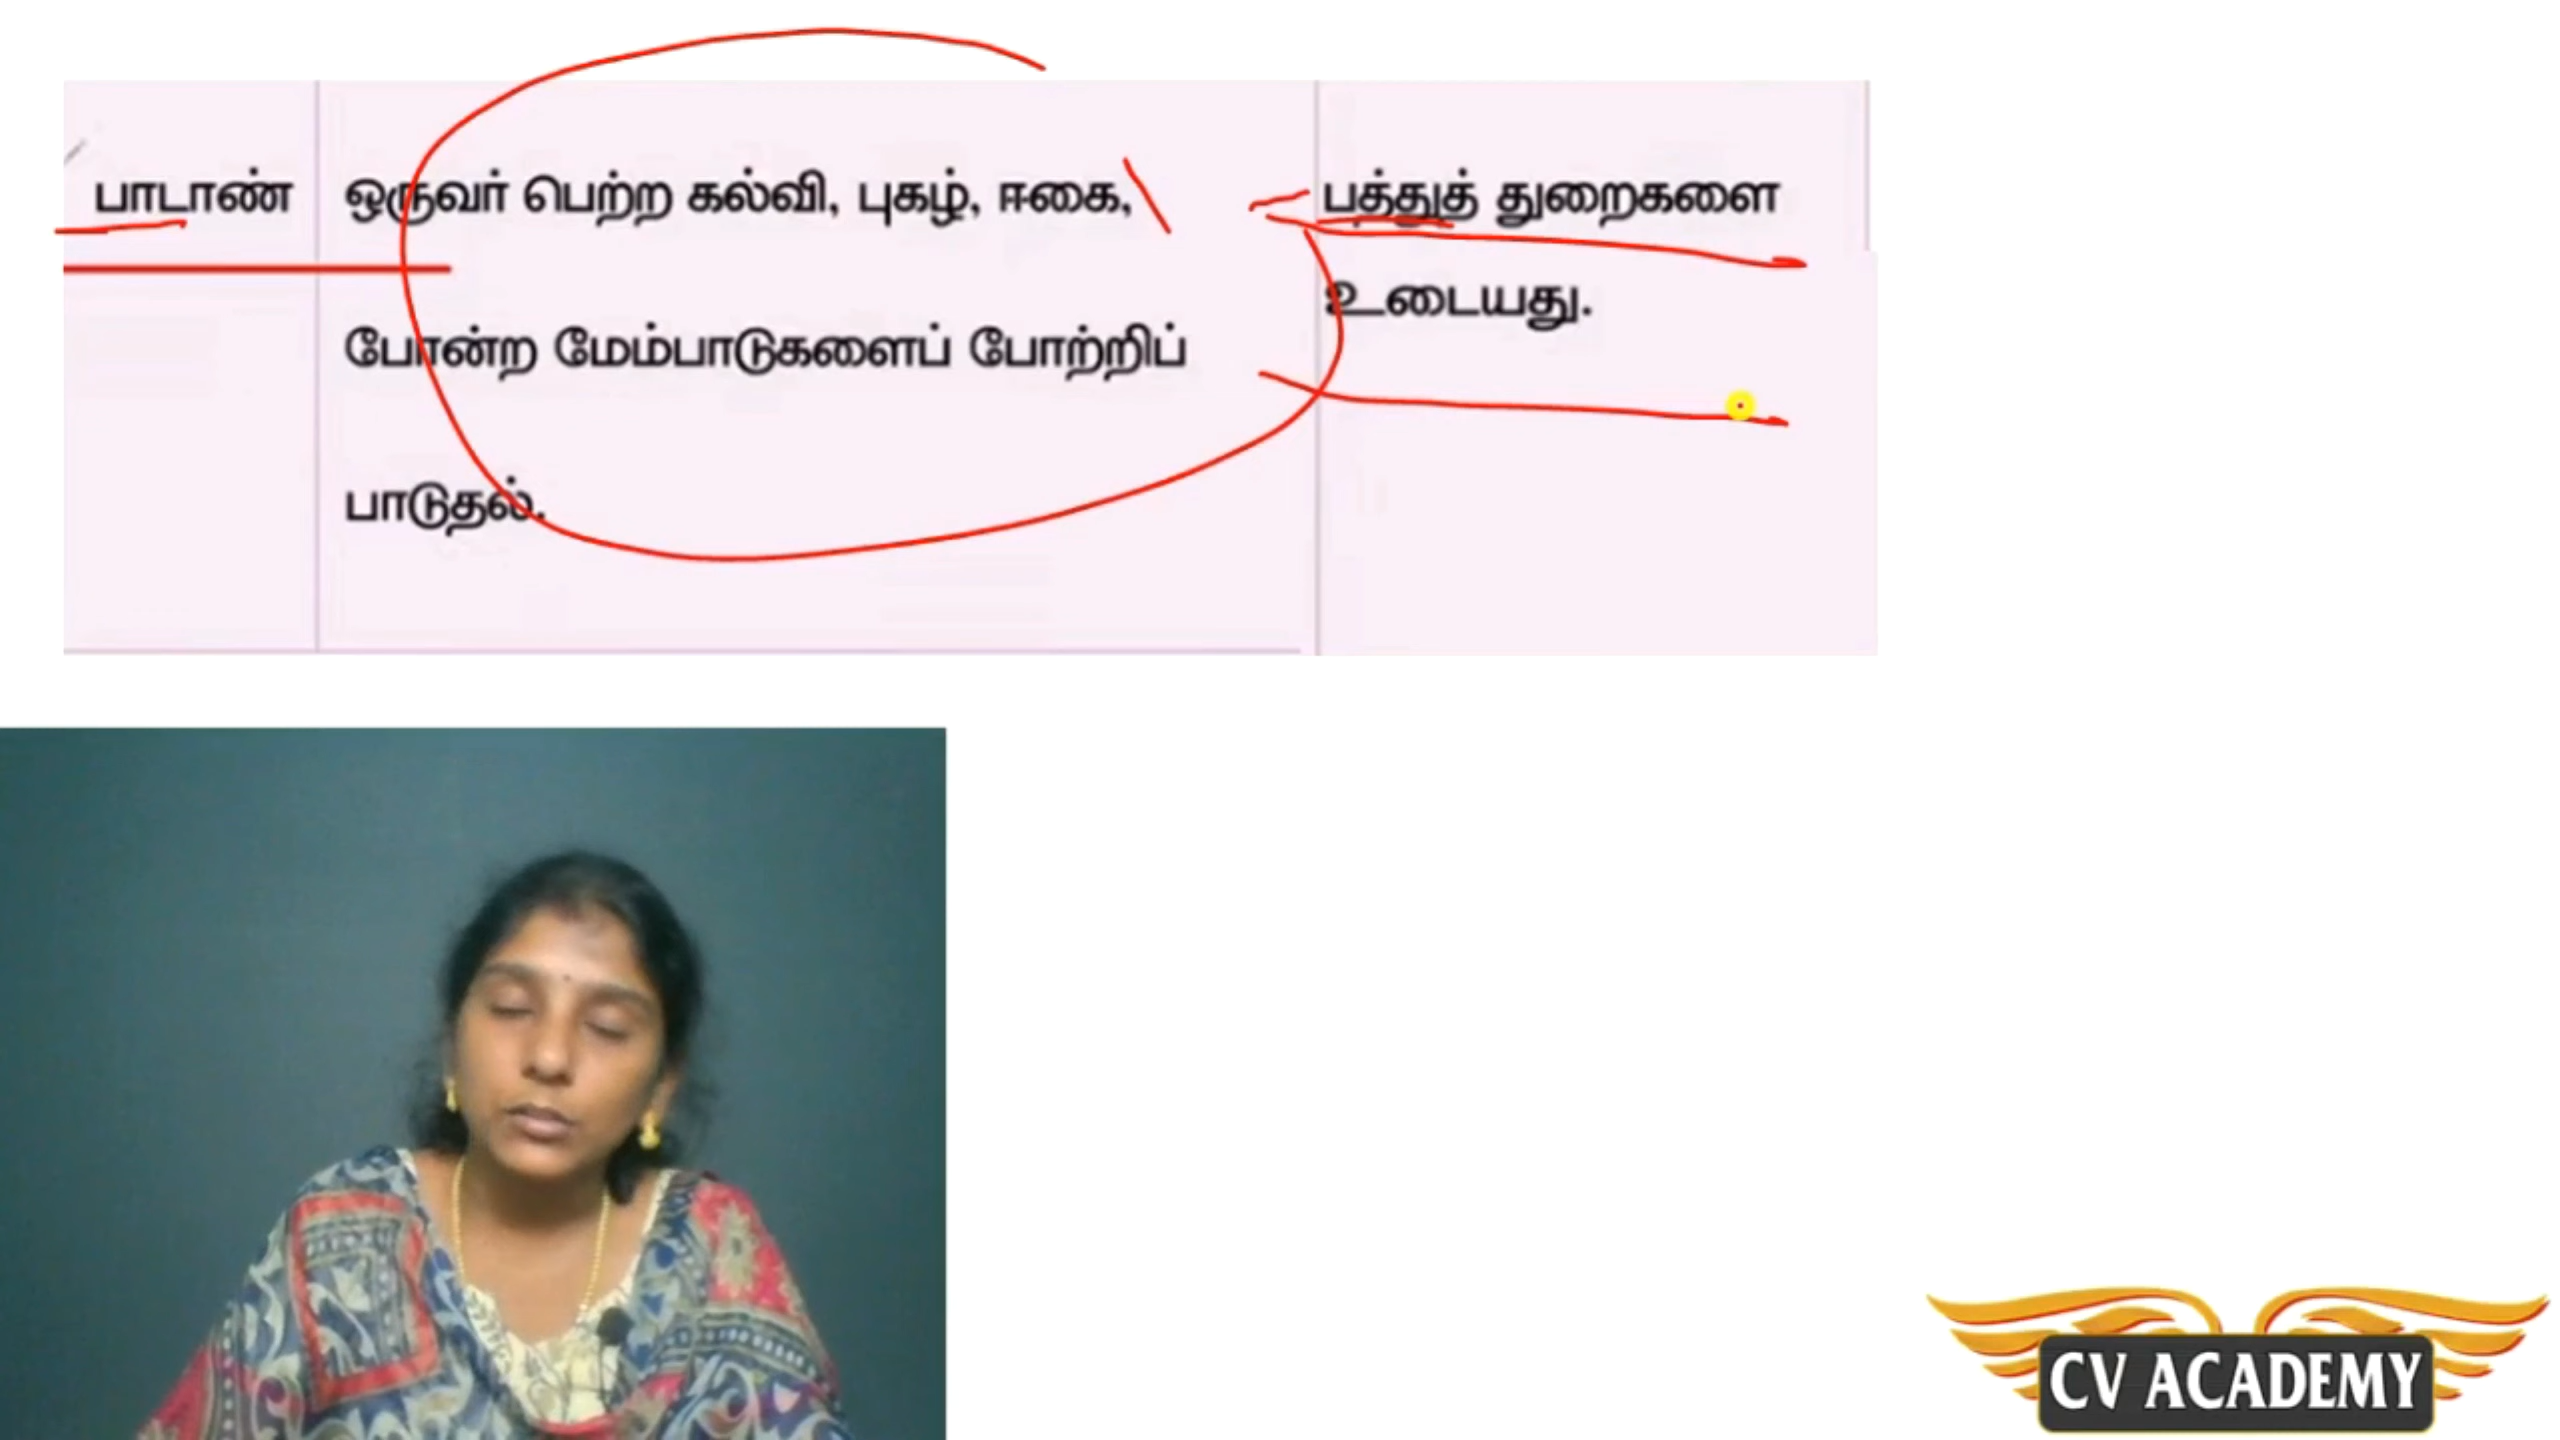 பாடாண்
ஒருவர் பெற்ற கல்வி, புகழ், ஈகை,
போன்ற மேம்பாடுகளைப் போற்றிப்
பாடுதல்.
பத்துத் துறைகளை
உடையது.
CV ACADEMY